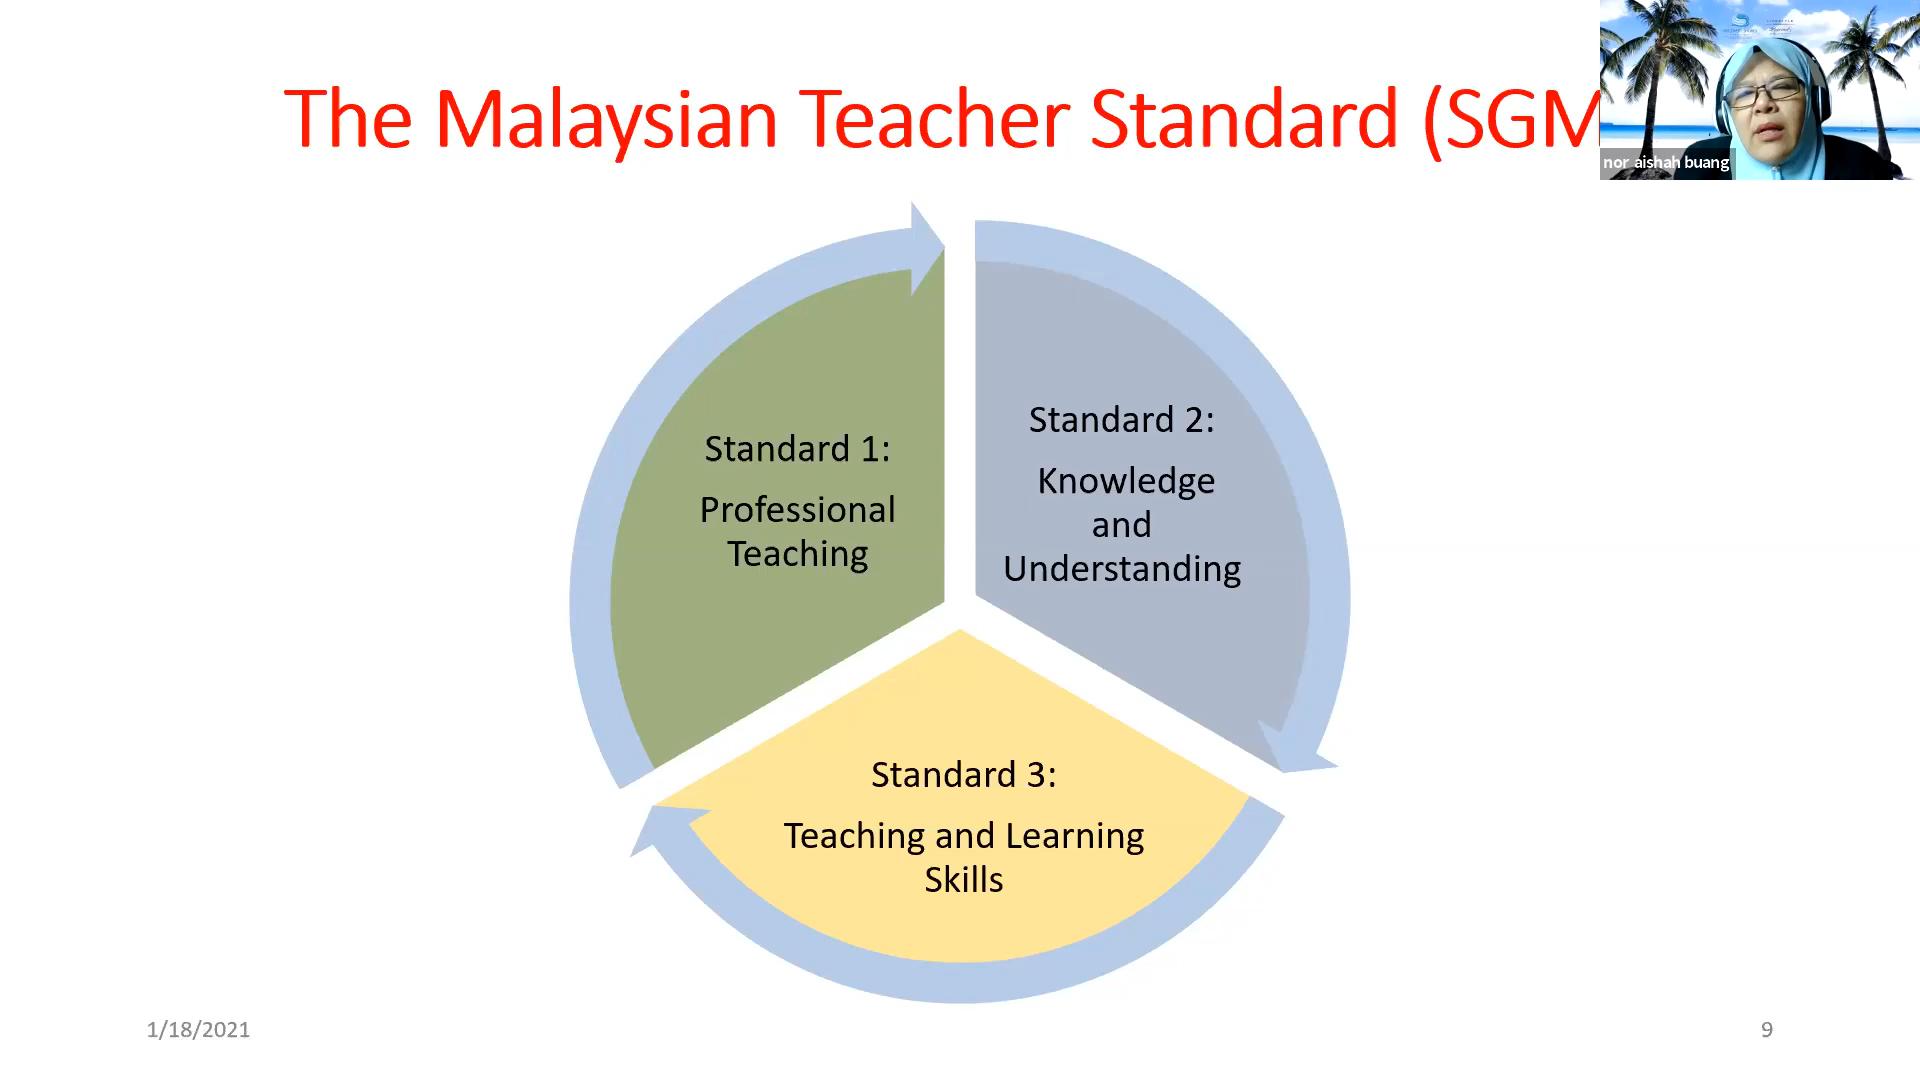 The Malaysian Teacher Standard (SGM
nor aishah buang
Standard 1:
Professional
Teaching
Standard 2:
Knowledge
and
Understanding
Standard 3:
Teaching and Learning
Skills
1/18/2021
9